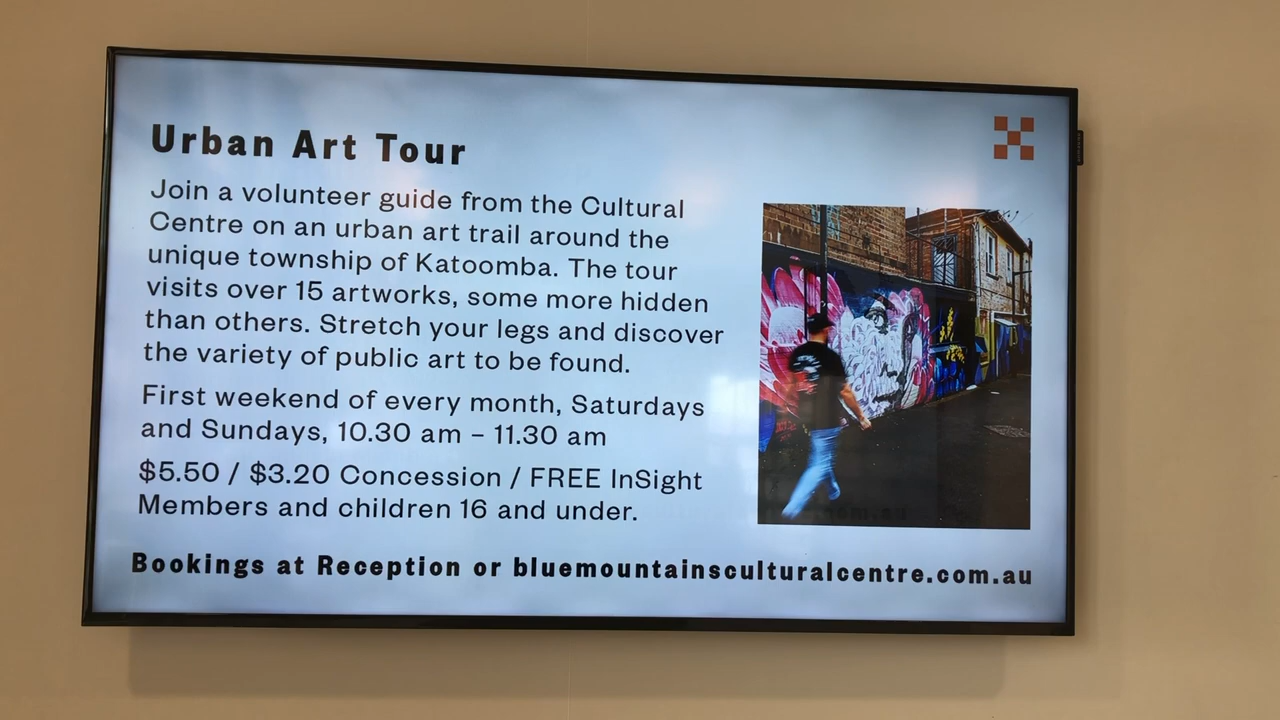 Urban Art Tour
Join a volunteer guide from the Cultural
Centre on an urban art trail around the
unique township of Katoomba. The tour
visits over 15 artworks, some more hidden
than others. Stretch your legs and discover
the variety of public art to be found.
First weekend of every month, Saturdays
and Sundays, 10.30 am – 11.30 am
$5.50 / $3.20 Concession / FREE InSight
Members and children 16 and under.
Bookings at Reception or bluemountainsculturalcentre.com.au